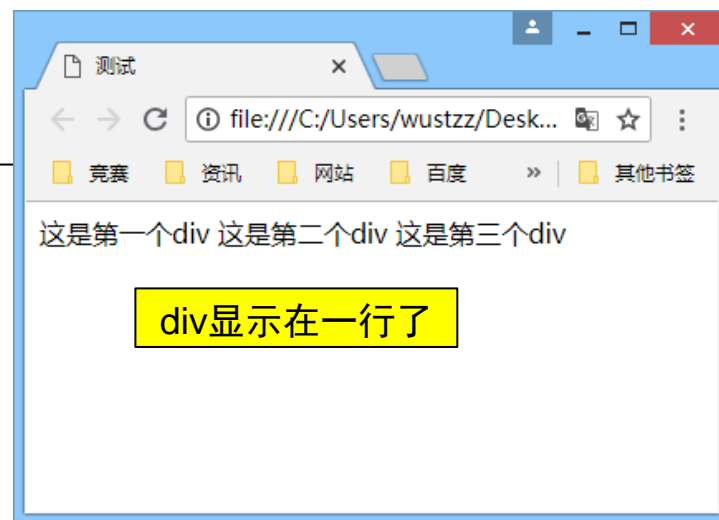 测试
file:///C:/Users/wustzz/Desk...
竞赛 资讯 网站 百度 » 其他书签
这是第一个div 这是第二个div 这是第三个div
div显示在一行了